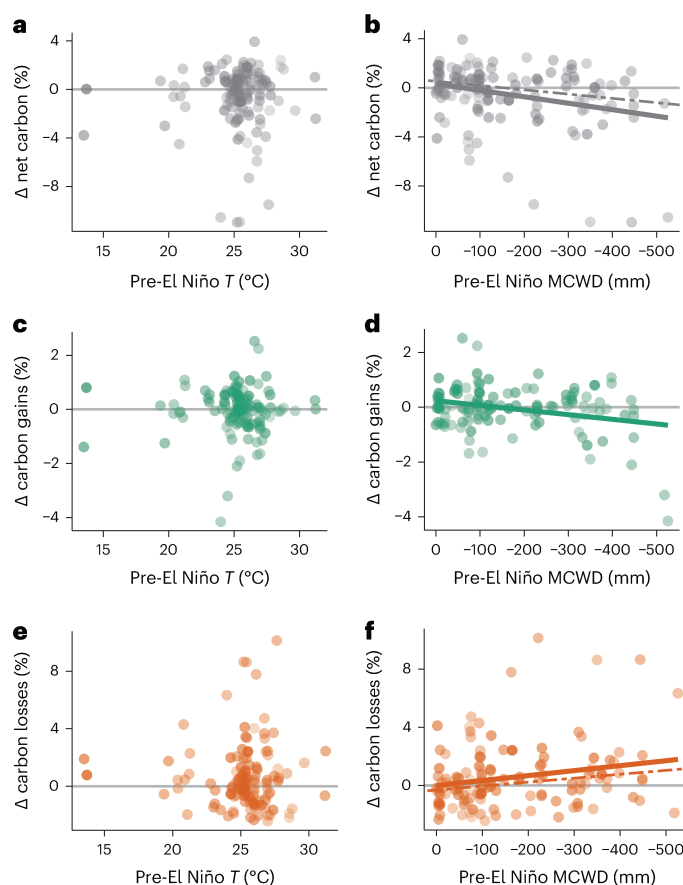 a
Δ net carbon (%)
4
0
−4
−8
15 20 25 30
Pre-El Niño T (°C)
b
Δ net carbon (%)
4
0
−4
−8
0 −100 −200 −300 −400 −500
Pre-El Niño MCWD (mm)
c
Δ carbon gains (%)
2
0
−2
−4
15 20 25 30
Pre-El Niño T (°C)
d
Δ carbon gains (%)
2
0
−2
−4
0 −100 −200 −300 −400 −500
Pre-El Niño MCWD (mm)
e
Δ carbon losses (%)
8
4
0
15 20 25 30
Pre-El Niño T (°C)
f
Δ carbon losses (%)
8
4
0
0 −100 −200 −300 −400 −500
Pre-El Niño MCWD (mm)